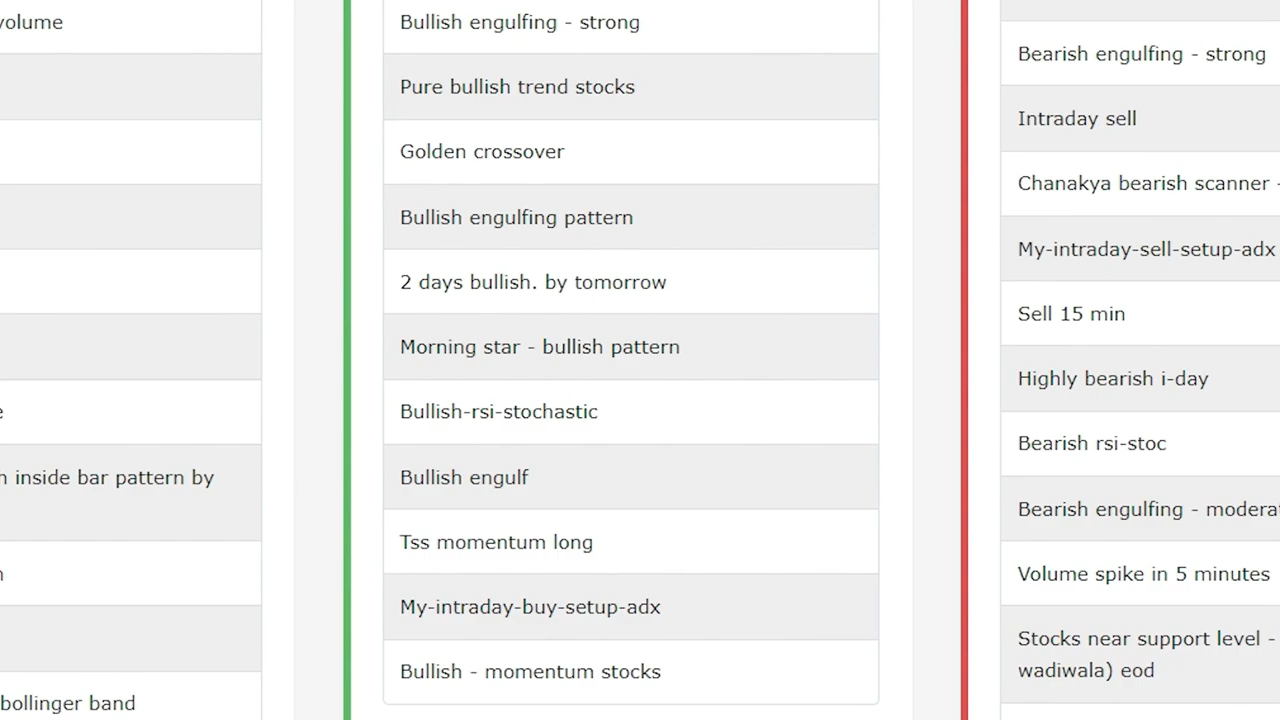 volume
inside bar pattern by
bollinger band
Bullish engulfing - strong
Pure bullish trend stocks
Golden crossover
Bullish engulfing pattern
2 days bullish. by tomorrow
Morning star - bullish pattern
Bullish-rsi-stochastic
Bullish engulf
Tss momentum long
My-intraday-buy-setup-adx
Bullish - momentum stocks
Bearish engulfing - strong
Intraday sell
Chanakya bearish scanner -
My-intraday-sell-setup-adx
Sell 15 min
Highly bearish i-day
Bearish rsi-stoc
Bearish engulfing -
Volume spike in 5 minutes
Stocks near support level -
wadiwala) eod